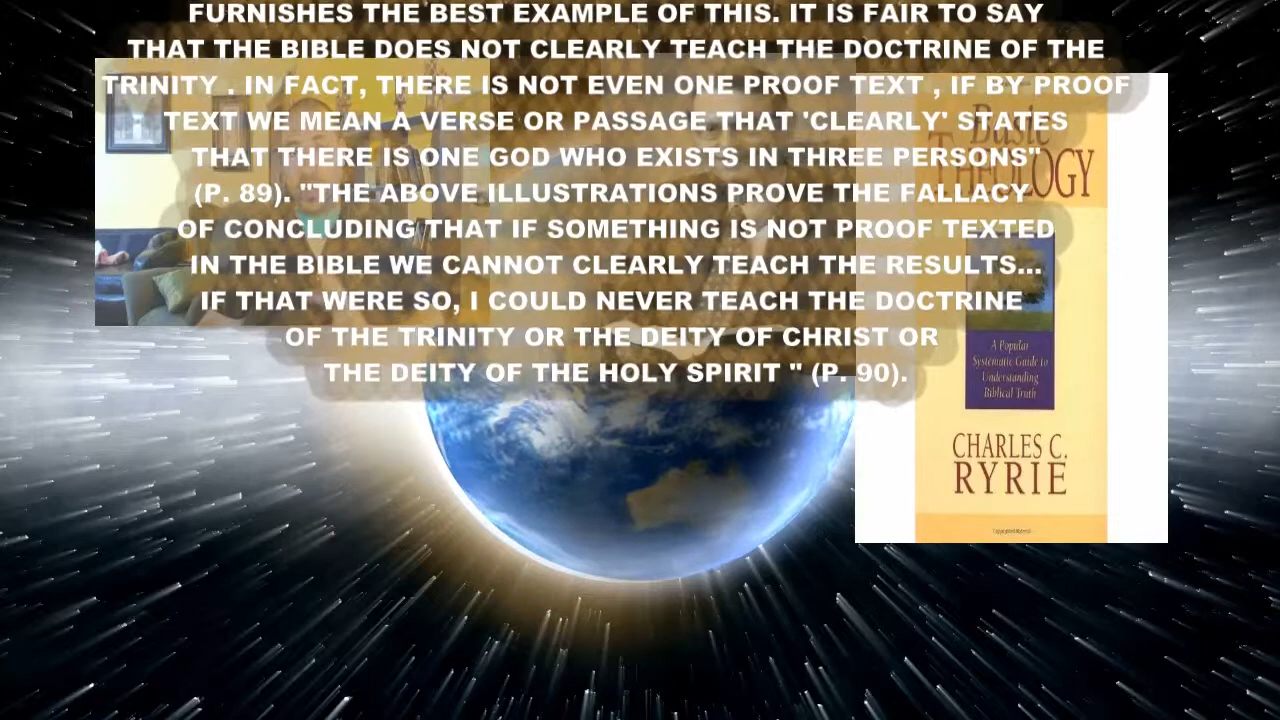 FURNISHES THE BEST EXAMPLE OF THIS. IT IS FAIR TO SAY
THAT THE BIBLE DOES NOT CLEARLY TEACH THE DOCTRINE OF THE
TRINITY . IN FACT, THERE IS NOT EVEN ONE PROOF TEXT , IF BY PROOF
TEXT WE MEAN A VERSE OR PASSAGE THAT 'CLEARLY' STATES
THAT THERE IS ONE GOD WHO EXISTS IN THREE PERSONS"
(P. 89). "THE ABOVE ILLUSTRATIONS PROVE THE FALLACY
OF CONCLUDING THAT IF SOMETHING IS NOT PROOF TEXTED
IN THE BIBLE WE CANNOT CLEARLY TEACH THE RESULTS...
IF THAT WERE SO, I COULD NEVER TEACH THE DOCTRINE
OF THE TRINITY OR THE DEITY OF CHRIST OR
THE DEITY OF THE HOLY SPIRIT " (P. 90).
Basic
THEOLOGY
A Popular
Systematic Guide to
Understanding
Biblical Truth
CHARLES C.
RYRIE